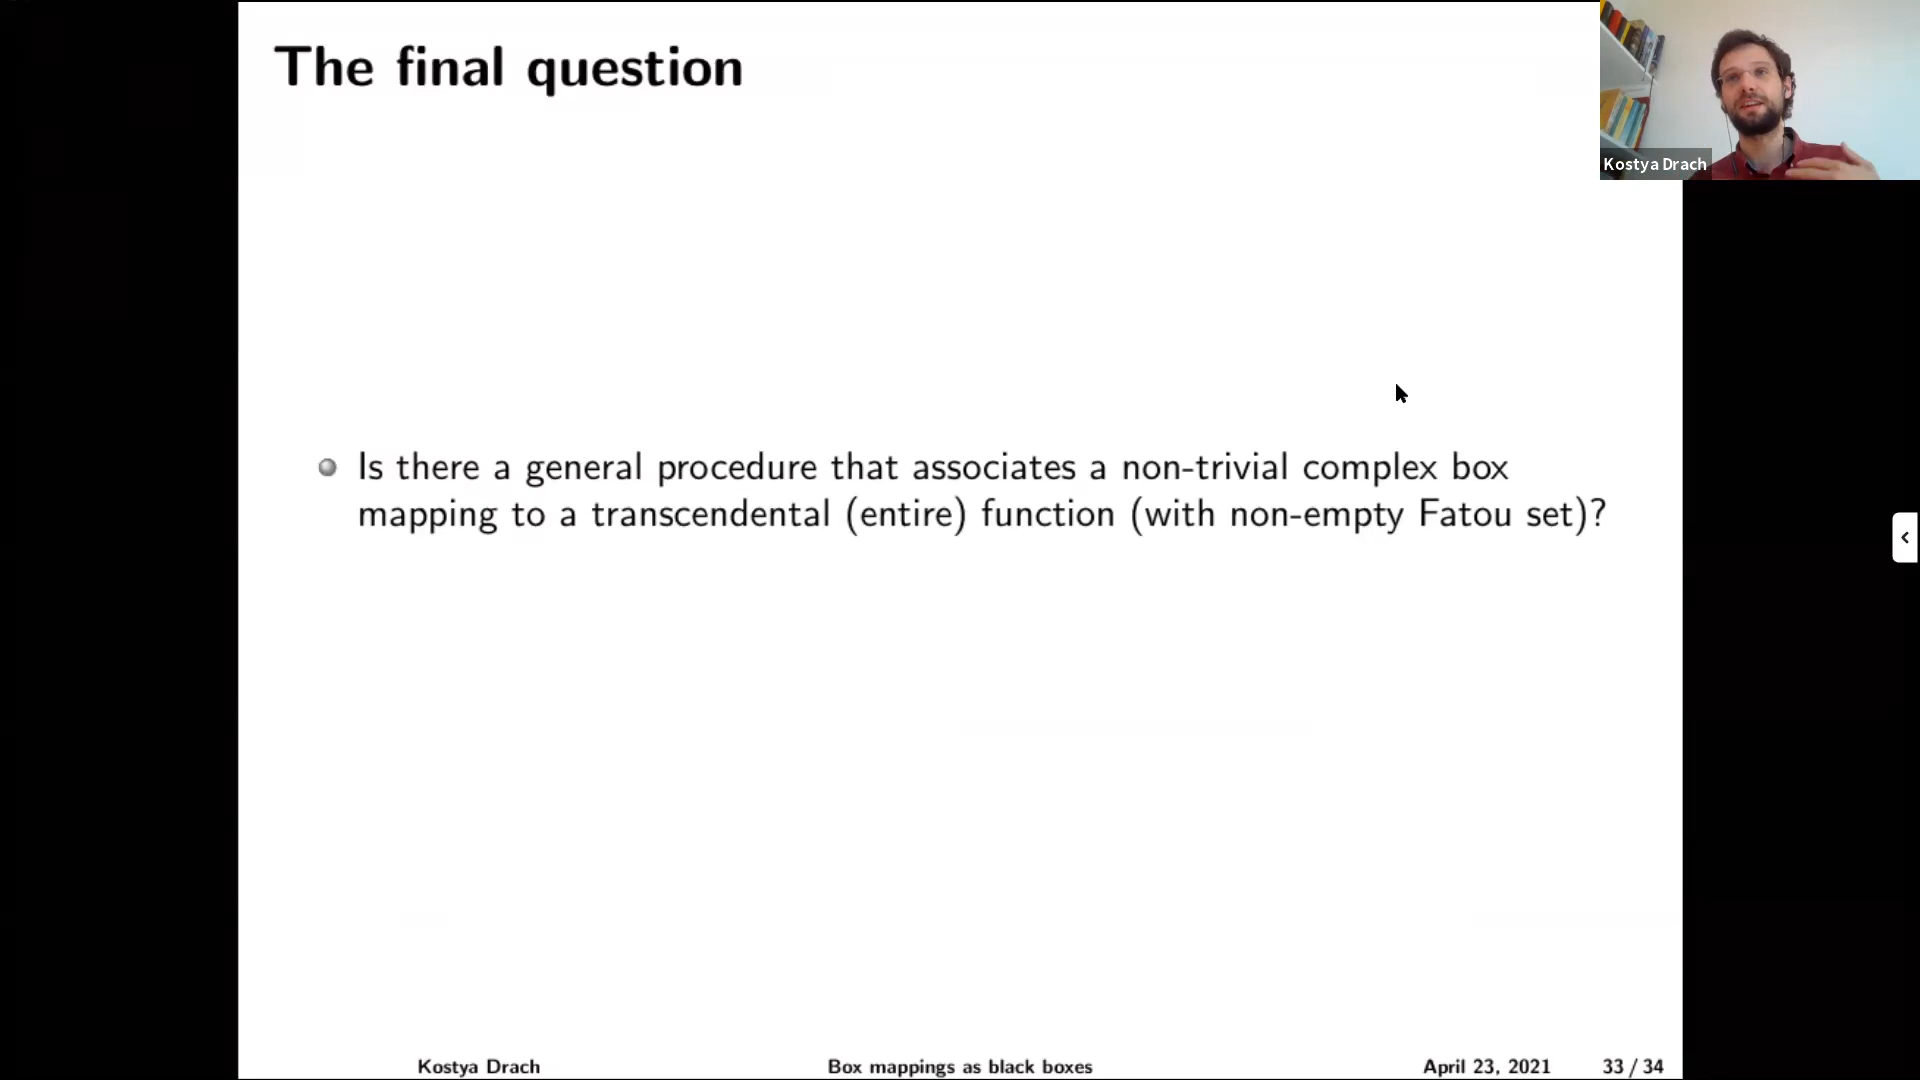 The final question
Kostya Drach
Is there a general procedure that associates a non-trivial complex box
mapping to a transcendental (entire) function (with non-empty Fatou set)?
Kostya Drach
Box mappings as black boxes
April 23, 2021
33 / 34